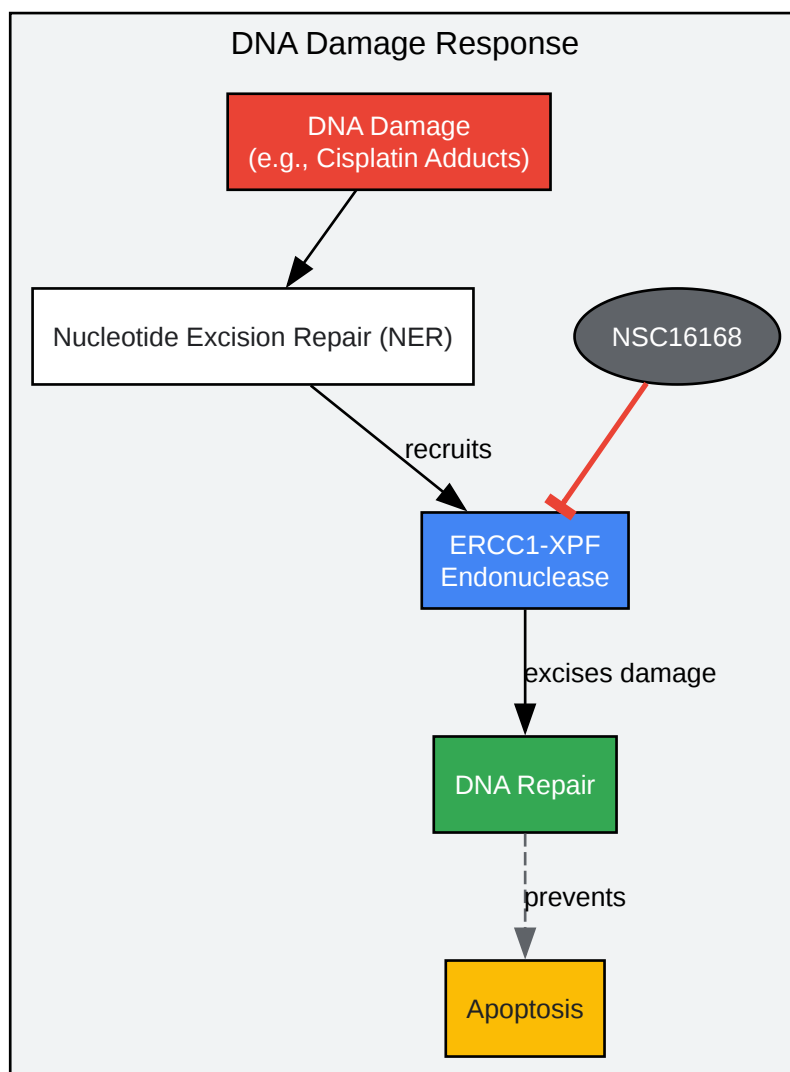 DNA Damage Response
DNA Damage
(e.g., Cisplatin Adducts)
Nucleotide Excision Repair (NER)
NSC16168
recruits
ERCC1-XPF
Endonuclease
excises damage
DNA Repair
prevents
Apoptosis